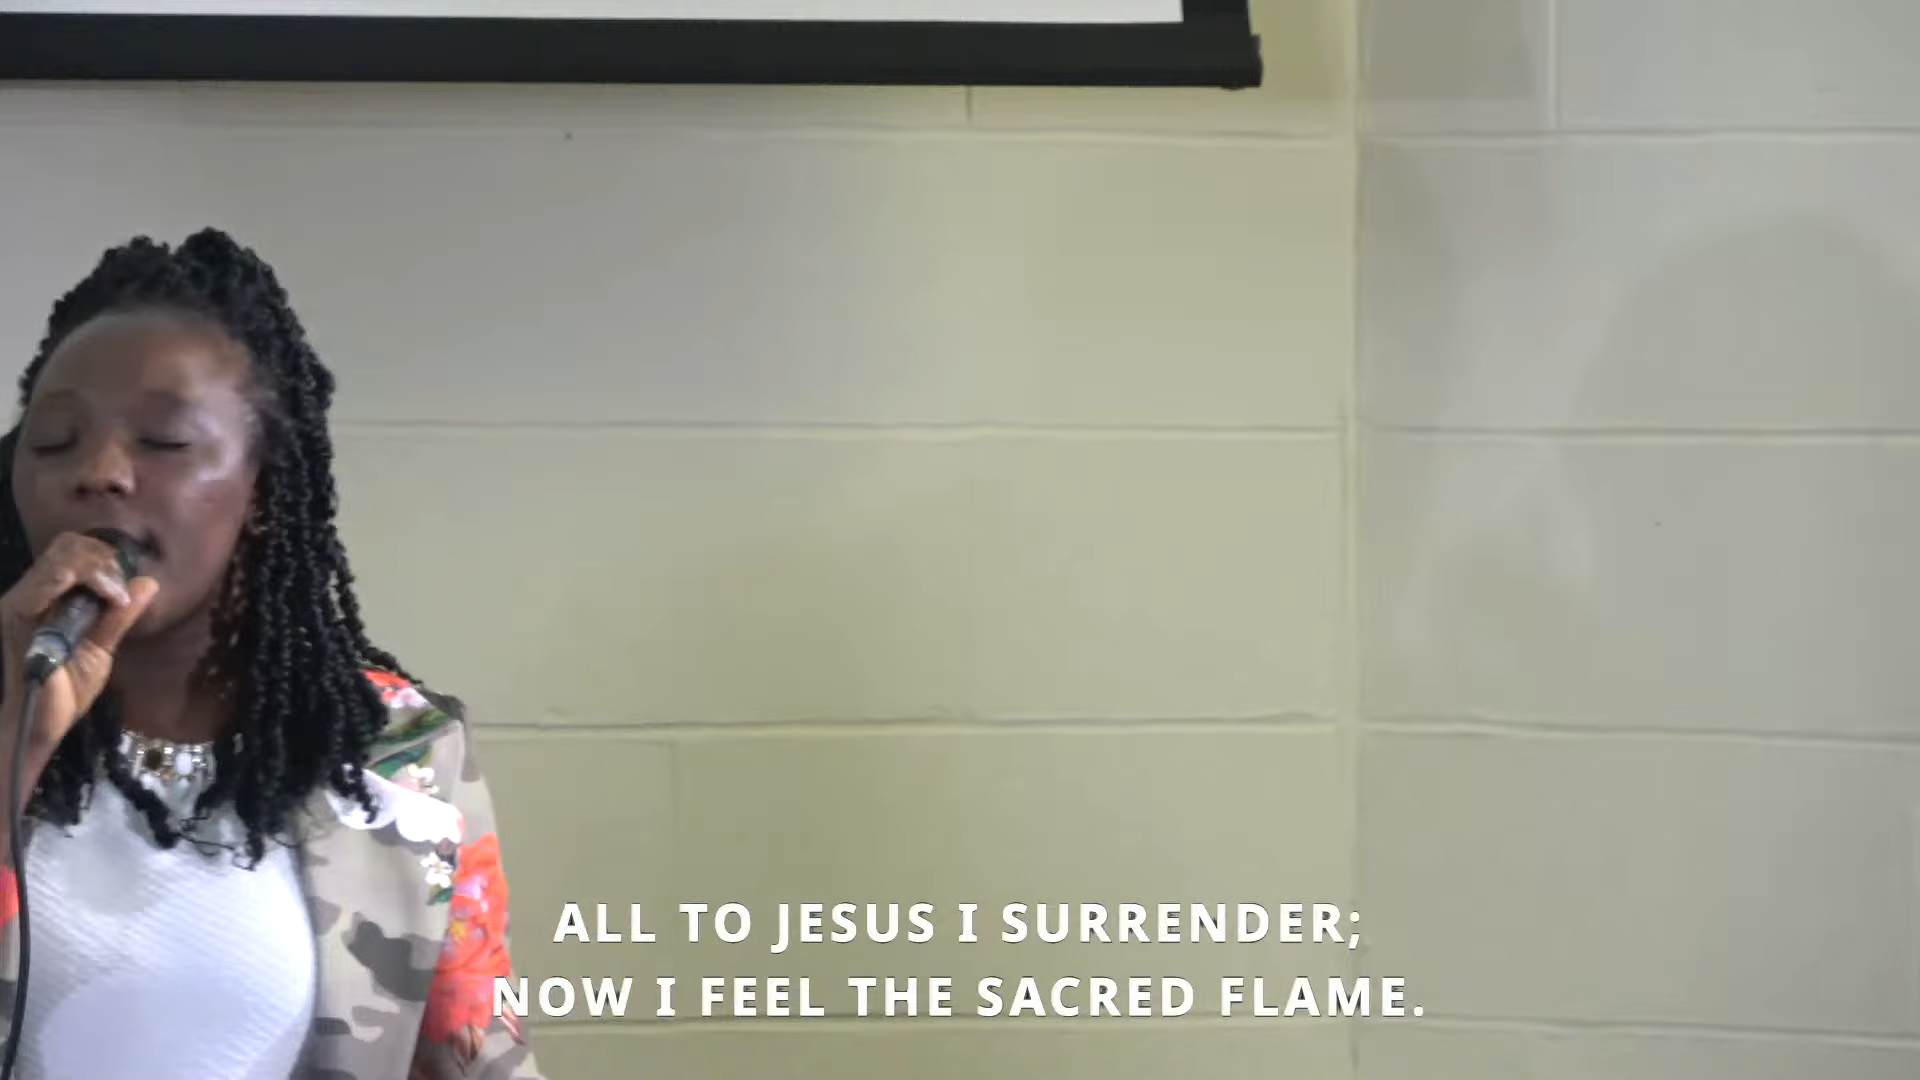 ALL TO JESUS I SURRENDER;
NOW I FEEL THE SACRED FLAME.